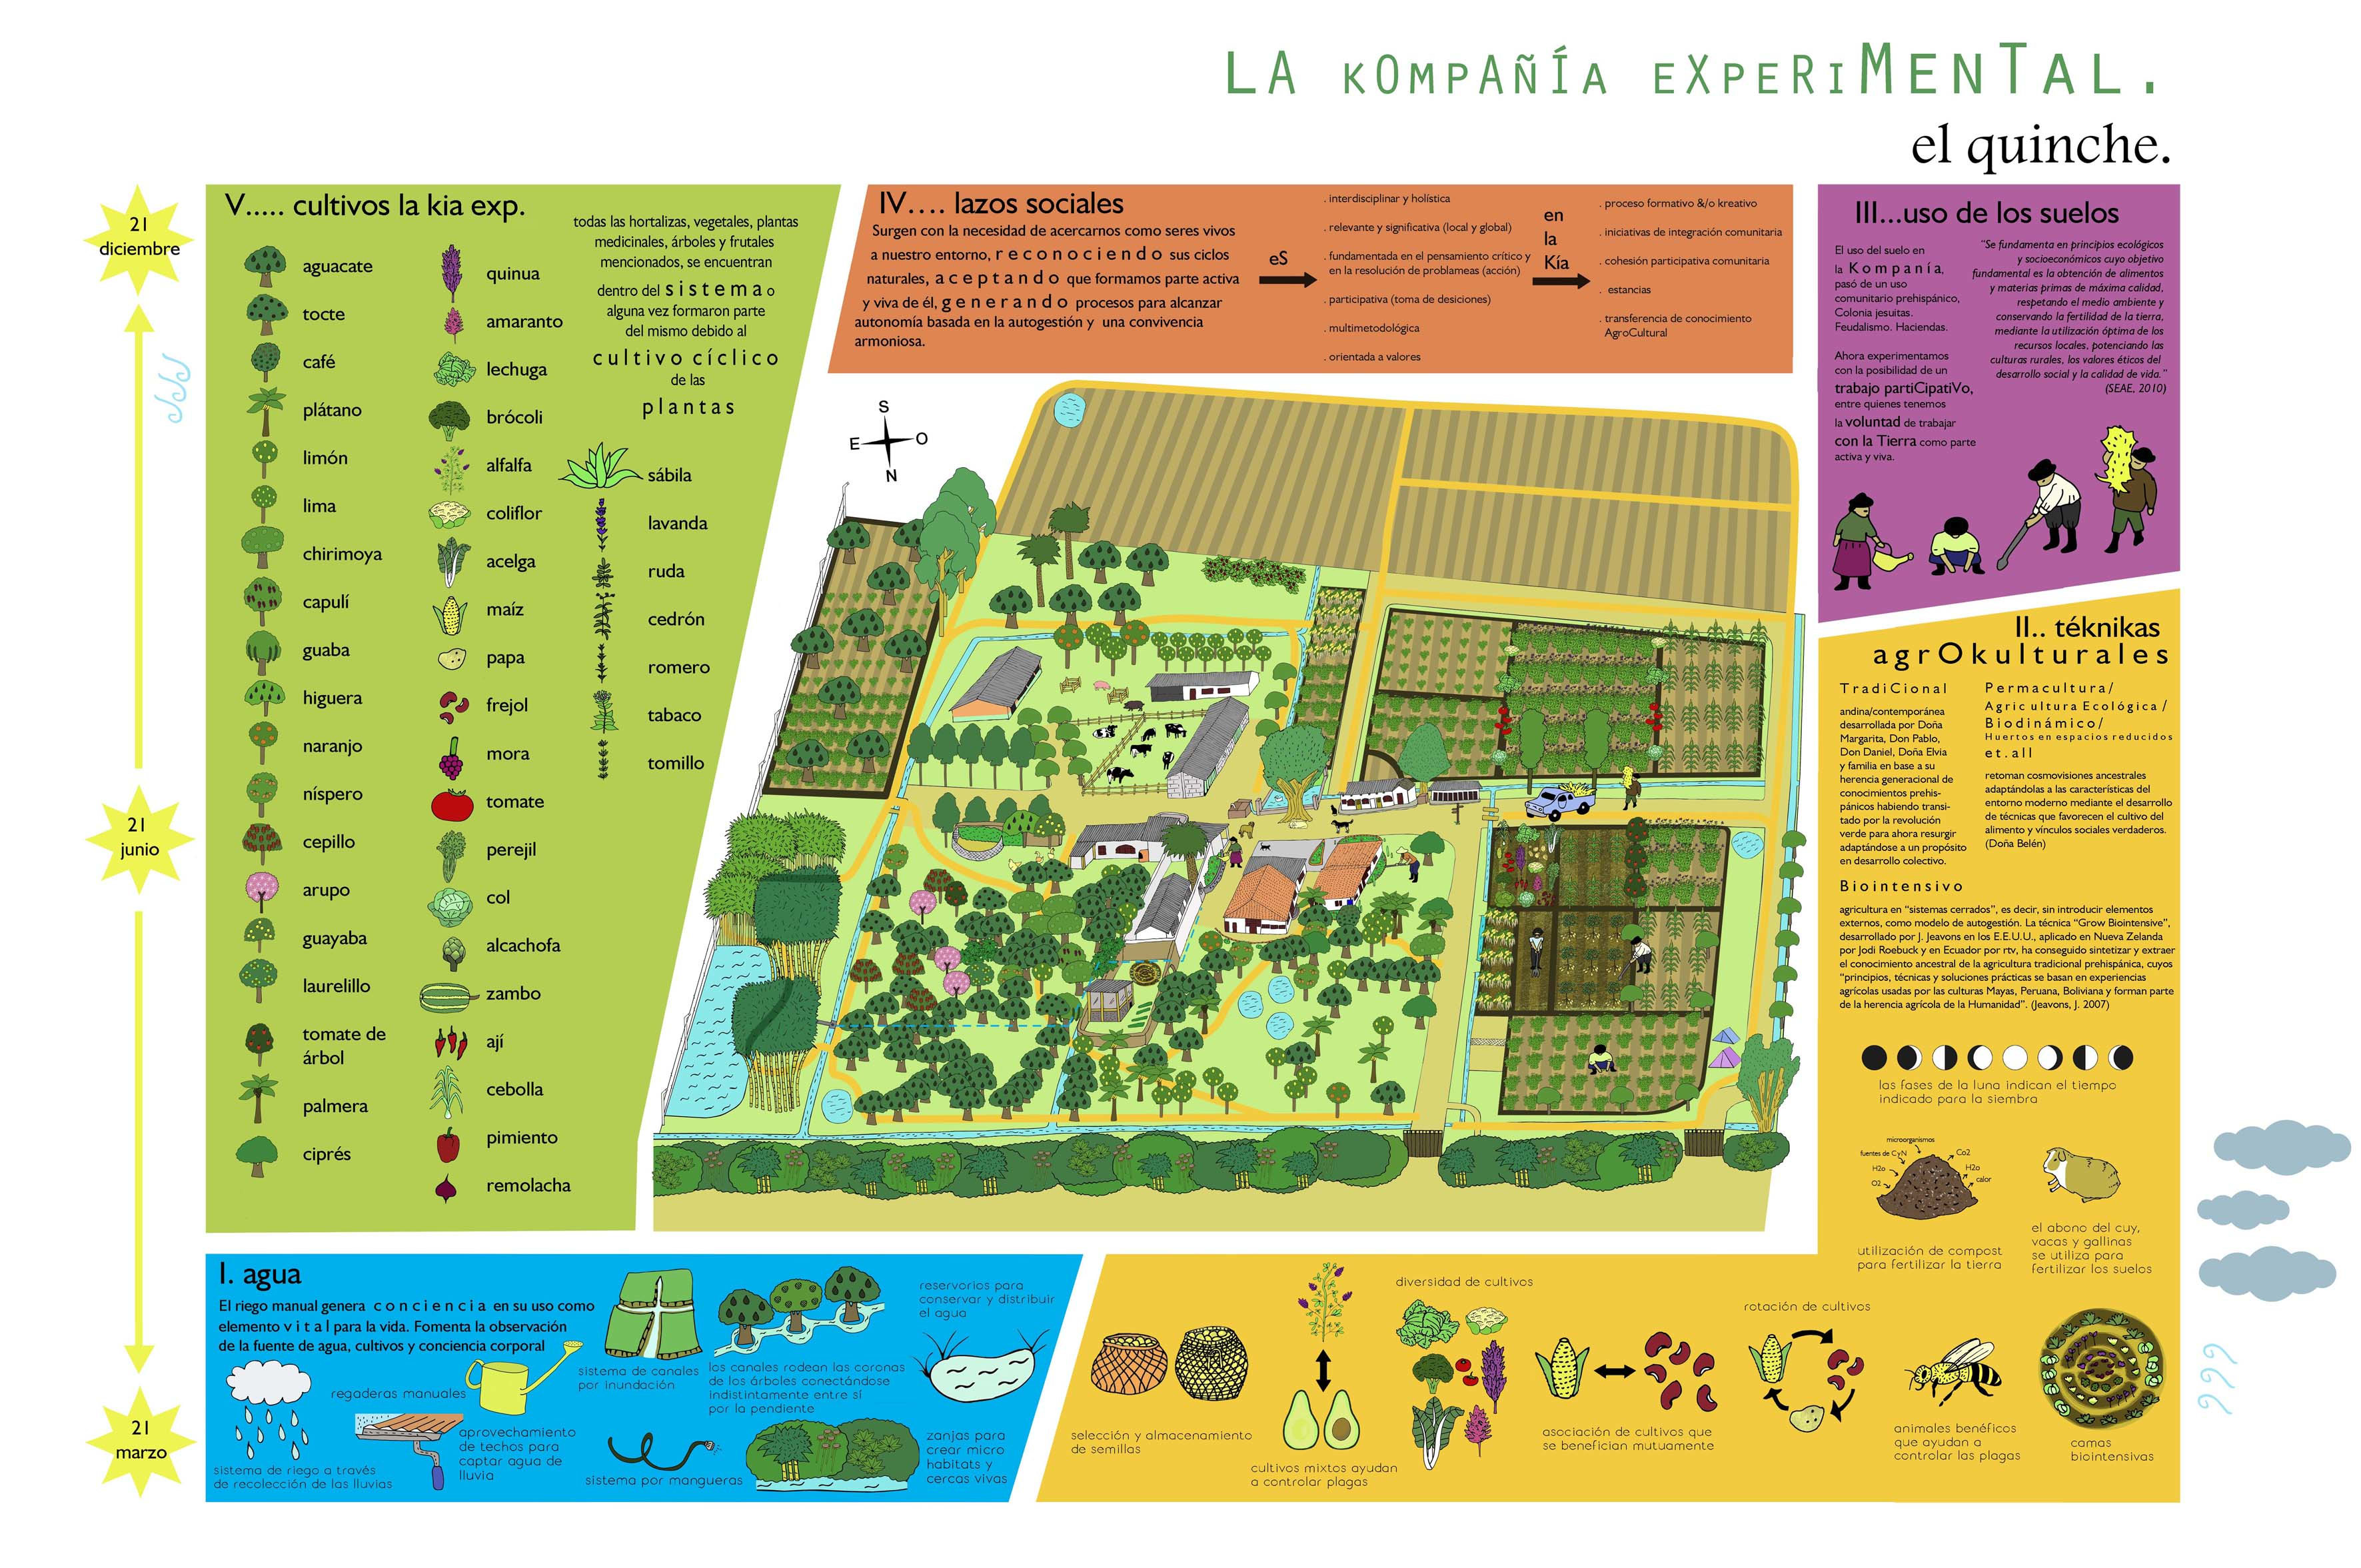 LA KOMPAÑÍA EXPERIMENTAL.
el quinche.
21
diciembre
21
junio
21
marzo
V..... cultivos la kia exp.
aguacate
tocte
café
plátano
limón
lima
chirimoya
capulí
guaba
higuera
naranjo
níspero
cepillo
arupo
guayaba
laurelillo
tomate de
árbol
palmera
ciprés
quinua
amaranto
lechuga
brócoli
alfalfa
coliflor
acelga
maíz
papa
frejol
mora
tomate
perejil
col
alcachofa
zambo
ají
cebolla
pimiento
remolacha
todas las hortalizas, vegetales, plantas
medicinales, árboles y frutales
mencionados, se encuentran
dentro del sistema o
alguna vez formaron parte
del mismo debido al
cultivo cíclico
de las
plantas
sábila
lavanda
ruda
cedrón
romero
tabaco
tomillo
IV.... lazos sociales
Surgen con la necesidad de acercarnos como seres vivos
a nuestro entorno, reconociendo sus ciclos
naturales, aceptando que formamos parte activa
y viva de él, generando procesos para alcanzar
autonomía basada en la autogestión y una convivencia
armoniosa.
eS
. interdisciplinar y holística
. relevante y significativa (local y global)
. fundamentada en el pensamiento crítico y
en la resolución de problameas (acción)
. participativa (toma de desiciones)
. multimetodológica
. orientada a valores
en
la
Kía
. proceso formativo &/o kreativo
. iniciativas de integración comunitaria
. cohesión participativa comunitaria
. estancias
. transferencia de conocimiento
AgroCultural
S
E
O
N
III...uso de los suelos
El uso del suelo en
la Kompanía,
pasó de un uso
comunitario prehispánico,
Colonia jesuitas.
Feudalismo. Haciendas.
Ahora experimentamos
con la posibilidad de un
trabajo partiCipatiVo,
entre quienes tenemos
la voluntad de trabajar
con la Tierra como parte
activa y viva.
"Se fundamenta en principios ecológicos
y socioeconómicos cuyo objetivo
fundamental es la obtención de alimentos
y materias primas de máxima calidad,
respetando el medio ambiente y
conservando la fertilidad de la tierra,
mediante la utilización óptima de los
recursos locales, potenciando las
culturas rurales, los valores éticos del
desarrollo social y la calidad de vida."
(SEAE, 2010)
II.. téknikas
agrOkulturales
TradiCional
andina/contemporánea
desarrollada por Doña
Margarita, Don Pablo,
Don Daniel, Doña Elvia
y familia en base a su
herencia generacional de
conocimientos prehis-
pánicos habiendo transi-
tado por la revolución
verde para ahora resurgir
adaptándose a un propósito
en desarrollo colectivo.
Permacultura/
Agricultura Ecológica /
Biodinámico/
Huertos en espacios reducidos
et.all
retoman cosmovisiones ancestrales
adaptándolas a las características del
entorno moderno mediante el desarrollo
de técnicas que favorecen el cultivo del
alimento y vínculos sociales verdaderos.
(Doña Belén)
Biointensivo
agricultura en "sistemas cerrados", es decir, sin introducir elementos
externos, como modelo de autogestión. La técnica "Grow Biointensive",
desarrollado por J. Jeavons en los E.E.U.U., aplicado en Nueva Zelanda
por Jodi Roebuck y en Ecuador por rtv, ha conseguido sintetizar y extraer
el conocimiento ancestral de la agricultura tradicional prehispánica, cuyos
"principios, técnicas y soluciones prácticas se basan en experiencias
agrícolas usadas por las culturas Mayas, Peruana, Boliviana y forman parte
de la herencia agrícola de la Humanidad". (Jeavons, J. 2007)
las fases de la luna indican el tiempo
indicado para la siembra
microorganismos
fuentes de CyN
H2o
O2
Co2
H2o
calor
utilización de compost
para fertilizar la tierra
el abono del cuy,
vacas y gallinas
se utiliza para
fertilizar los suelos
I. agua
El riego manual genera conciencia en su uso como
elemento vital para la vida. Fomenta la observación
de la fuente de agua, cultivos y conciencia corporal
regaderas manuales
sistema de riego a través
de recolección de las lluvias
aprovechamiento
de techos para
captar agua de
lluvia
sistema de canales
por inundación
los canales rodean las coronas
de los árboles conectándose
indistintamente entre sí
por la pendiente
reservorios para
conservar y distribuir
el agua
sistema por mangueras
zanjas para
crear micro
habitats y
cercas vivas
selección y almacenamiento
de semillas
cultivos mixtos ayudan
a controlar plagas
diversidad de cultivos
asociación de cultivos que
se benefician mutuamente
rotación de cultivos
animales benéficos
que ayudan a
controlar las plagas
camas
biointensivas